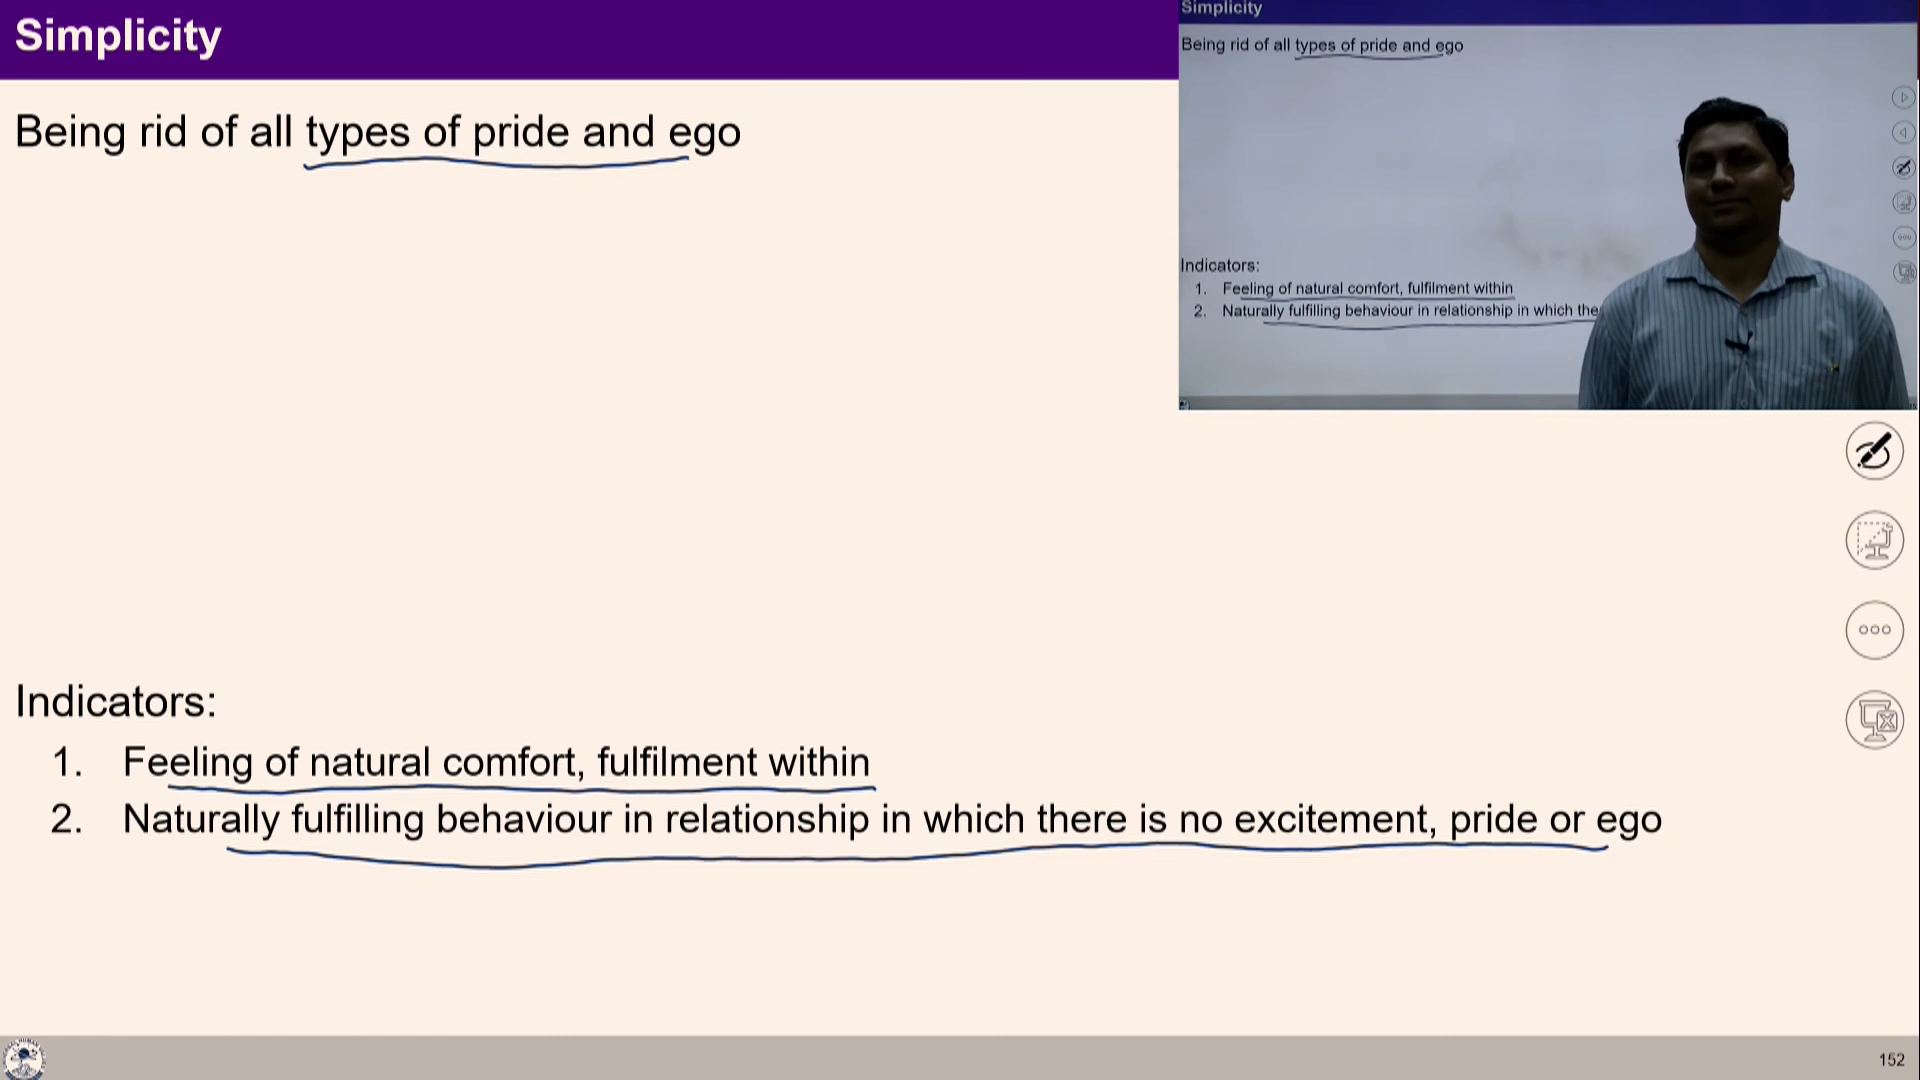 Simplicity
Being rid of all types of pride and ego
Indicators:
1. Feeling of natural comfort, fulfilment within
2. Naturally fulfilling behaviour in relationship in which there is no excitement, pride or ego
152
Simplicity
Being rid of all types of pride and ego
Indicators:
1. Feeling of natural comfort, fulfilment within
2. Naturally fulfilling behaviour in relationship in which the